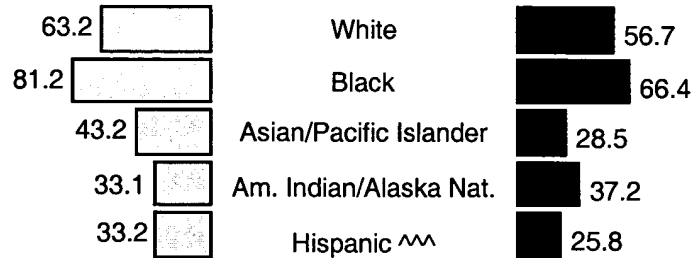 63.2 White 56.7
81.2 Black 66.4
43.2 Asian/Pacific Islander 28.5
33.1 Am. Indian/Alaska Nat. 37.2
33.2 Hispanic ^^^ 25.8